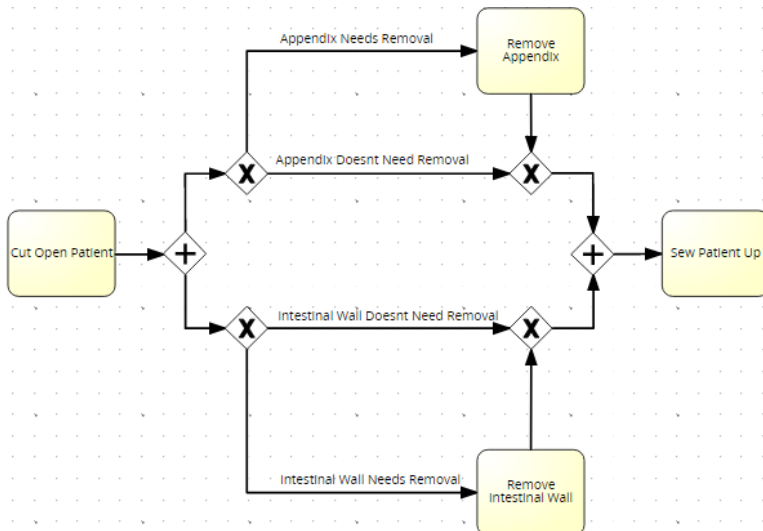 Appendix Needs Removal
Remove
Appendix
Appendix Doesnt Need Removal
Cut Open Patient
Sew Patient Up
Intestinal Wall Doesnt Need Removal
Intestinal Wall Needs Removal
Remove
Intestinal Wall